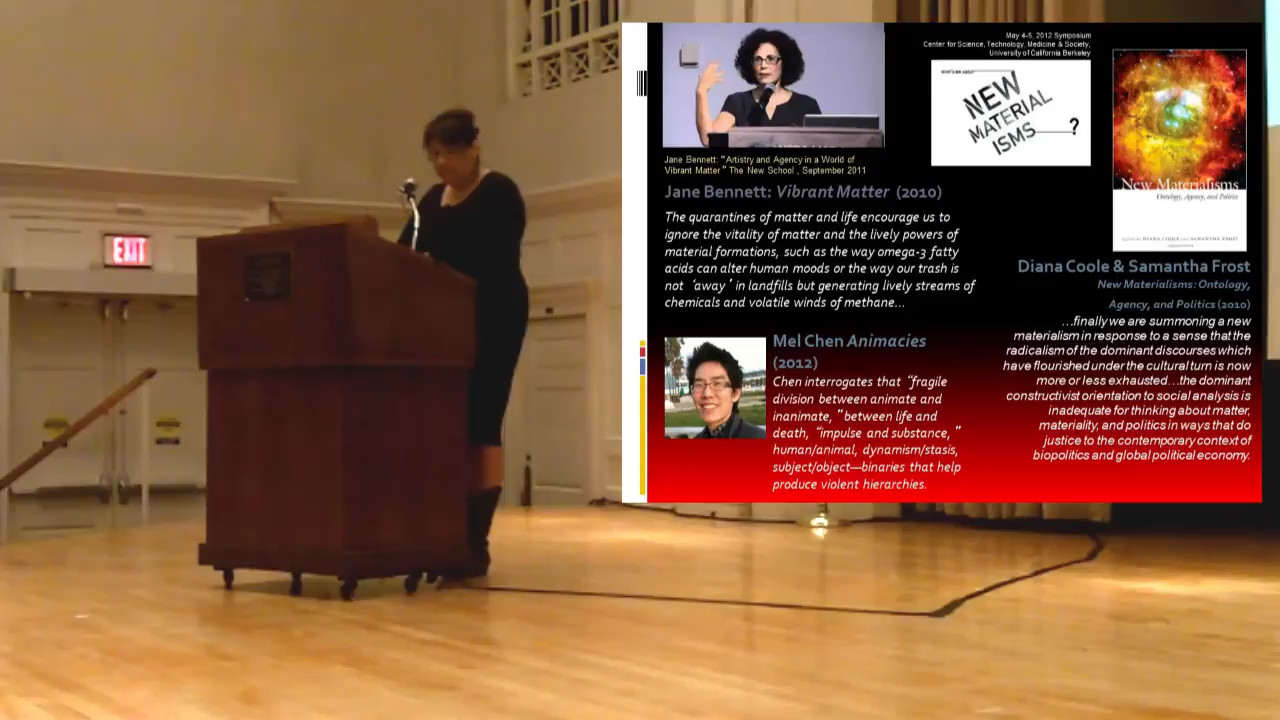 EXIT
Jane Bennett: "Artistry and Agency in a World of
Vibrant Matter" The New School , September 2011
Jane Bennett: Vibrant Matter (2010)
The quarantines of matter and life encourage us to
ignore the vitality of matter and the lively powers of
material formations, such as the way omega-3 fatty
acids can alter human moods or the way our trash is
not 'away' in landfills but generating lively streams of
chemicals and volatile winds of methane...
Mel Chen Animacies
(2012)
Chen interrogates that "fragile
division between animate and
inanimate, "between life and
death, "impulse and substance, "
human/animal, dynamism/stasis,
subject/object—binaries that help
produce violent hierarchies.
May 4-5, 2012 Symposium
Center for Science, Technology, Medicine & Society,
University of California Berkeley
NEW
MATERIAL
ISMS ?
New Materialisms
Ontology, Agency, and Politics
Diana Coole & Samantha Frost
New Materialisms: Ontology,
Agency, and Politics (2010)
...finally we are summoning a new
materialism in response to a sense that the
radicalism of the dominant discourses which
have flourished under the cultural turn is now
more or less exhausted...the dominant
constructivist orientation to social analysis is
inadequate for thinking about matter,
materiality, and politics in ways that do
justice to the contemporary context of
biopolitics and global political economy.